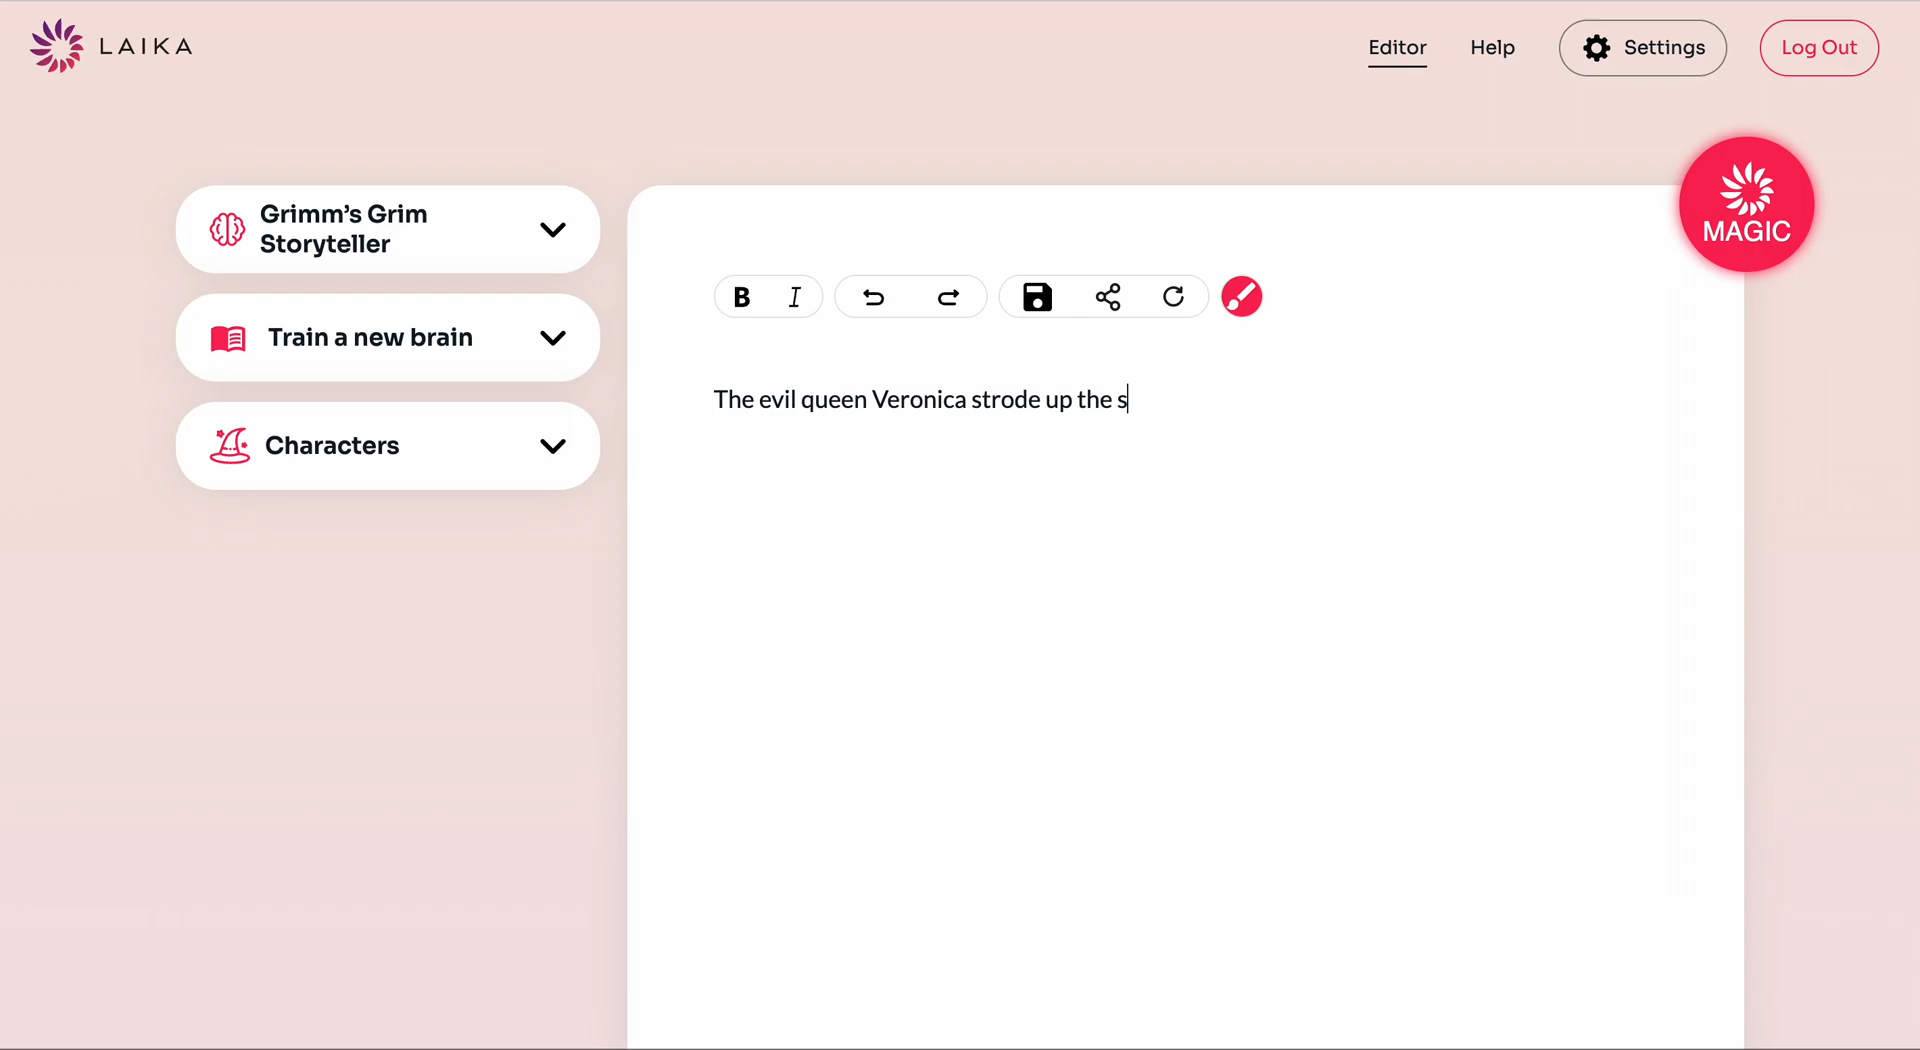 LAIKA
Editor
Help
Settings
Log Out
MAGIC
Grimm’s Grim
Storyteller
Train a new brain
Characters
B I
The evil queen Veronica strode up the s